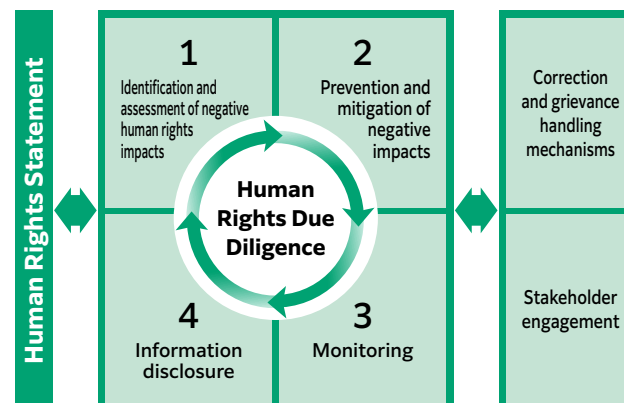 Human Rights Statement
1
Identification and
assessment of negative
human rights
impacts
2
Prevention and
mitigation of
negative
impacts
Human
Rights Due
Diligence
4
Information
disclosure
3
Monitoring
Correction
and grievance
handling
mechanisms
Stakeholder
engagement